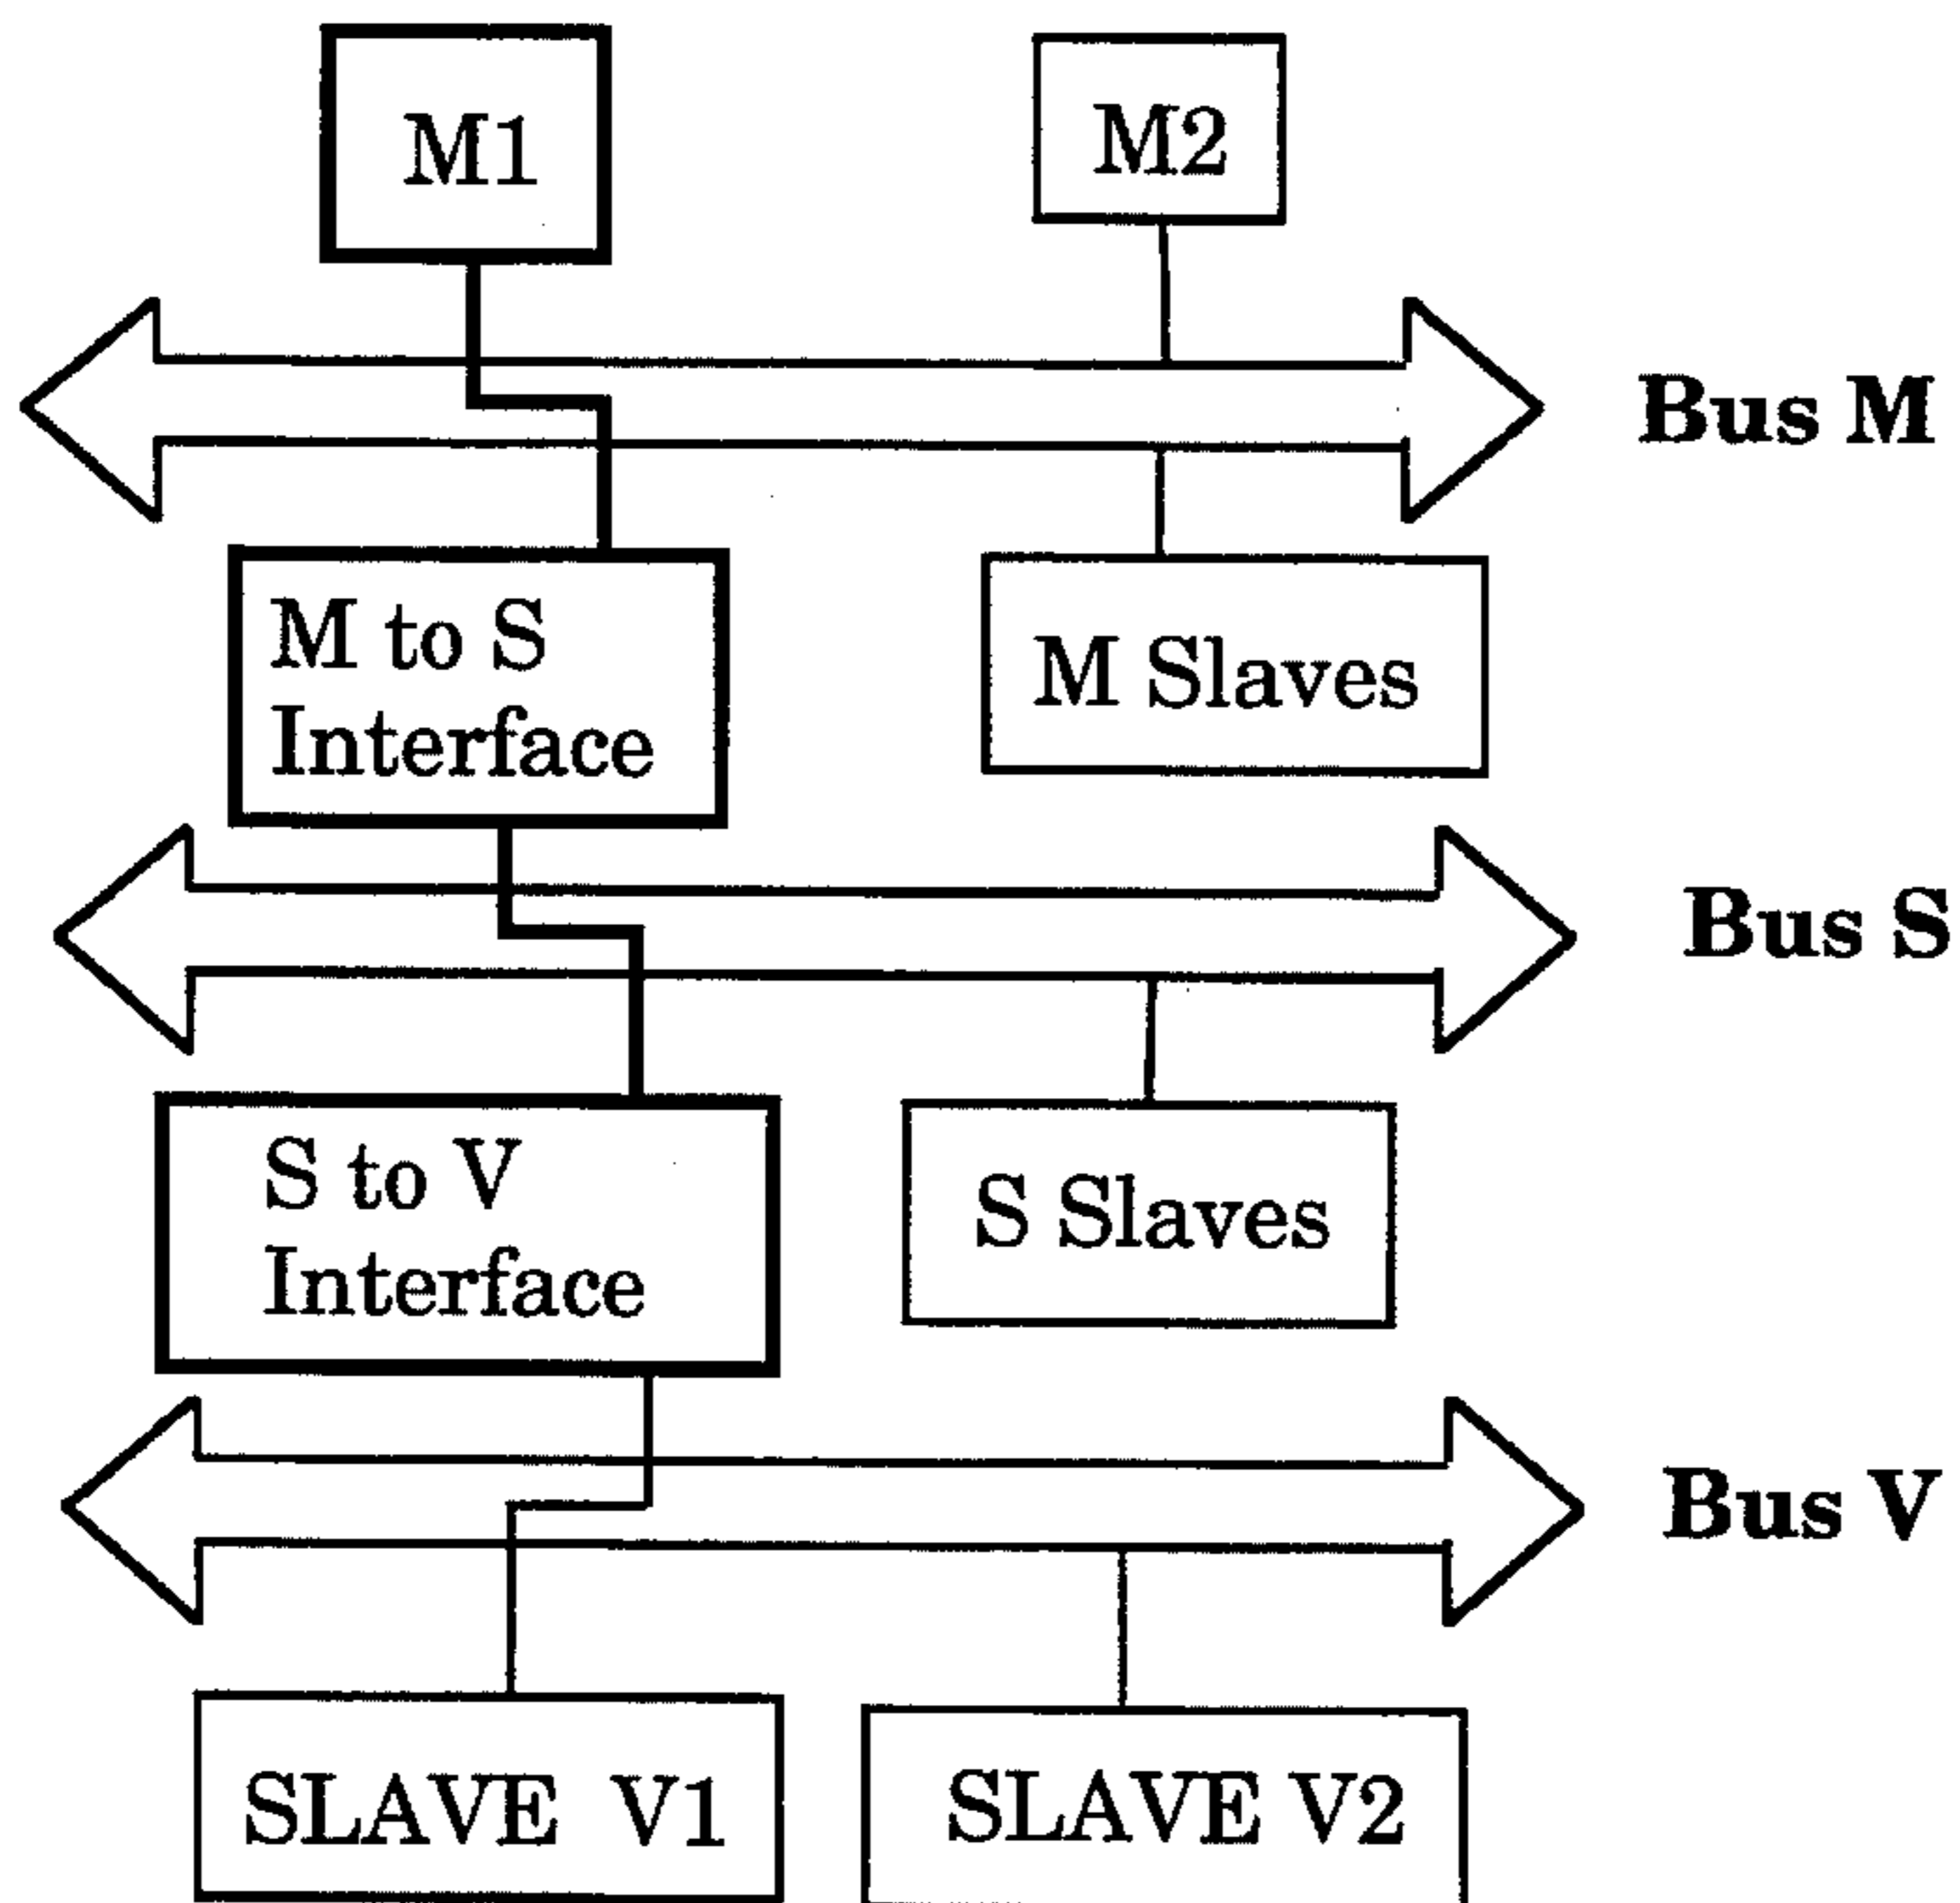 M1
M2
Bus M
M to S
Interface
M Slaves
Bus S
S to V
Interface
S Slaves
Bus V
SLAVE V1
SLAVE V2